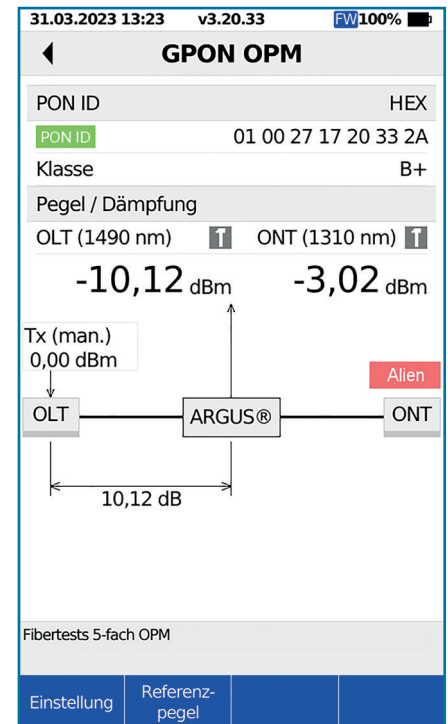 31.03.2023 13:23 v3.20.33 FW 100%
GPON OPM
PON ID HEX
PON ID 01 00 27 17 20 33 2A
Klasse B+
Pegel / Dämpfung
OLT (1490 nm) ONT (1310 nm)
-10,12 dBm -3,02 dBm
Tx (man.)
0,00 dBm
Alien
OLT ARGUS® ONT
10,12 dB
Fibertests 5-fach OPM
Einstellung Referenz-
pegel